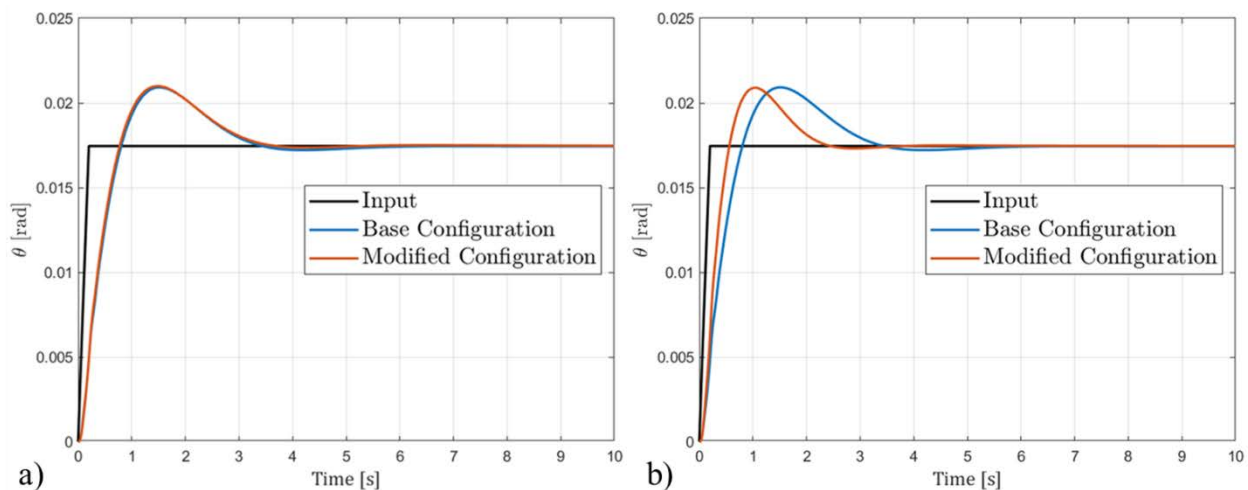 0.025
0.02
0.015
0.01
0.005
0
θ [rad]
Input
Base Configuration
Modified Configuration
0 1 2 3 4 5 6 7 8 9 10
Time [s]
a)
0.025
0.02
0.015
0.01
0.005
0
θ [rad]
Input
Base Configuration
Modified Configuration
0 1 2 3 4 5 6 7 8 9 10
Time [s]
b)